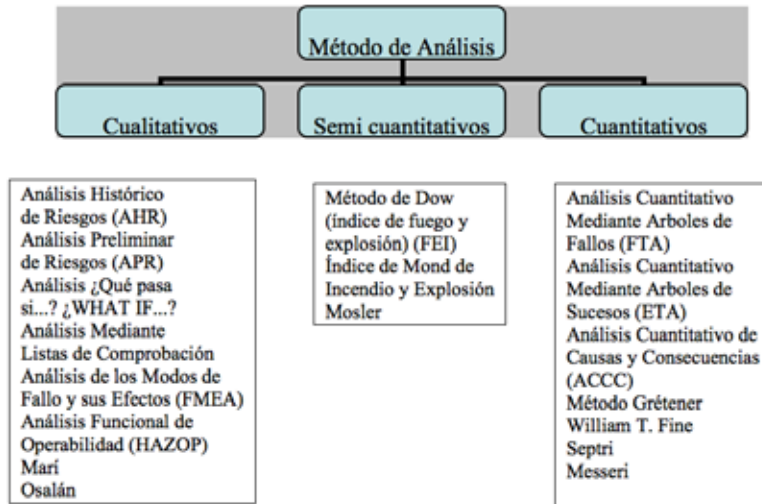 Método de Análisis
Cualitativos
Semi cuantitativos
Cuantitativos
Análisis Histórico
de Riesgos (AHR)
Análisis Preliminar
de Riesgos (APR)
Análisis ¿Qué pasa
si...? ¿WHAT IF...?
Análisis Mediante
Listas de Comprobación
Análisis de los Modos de
Fallo y sus Efectos (FMEA)
Análisis Funcional de
Operabilidad (HAZOP)
Marí
Osalán
Método de Dow
(índice de fuego y
explosión) (FEI)
Índice de Mond de
Incendio y Explosión
Mosler
Análisis Cuantitativo
Mediante Arboles de
Fallos (FTA)
Análisis Cuantitativo
Mediante Arboles de
Sucesos (ETA)
Análisis Cuantitativo de
Causas y Consecuencias
(ACCC)
Método Grétener
William T. Fine
Septri
Messeri